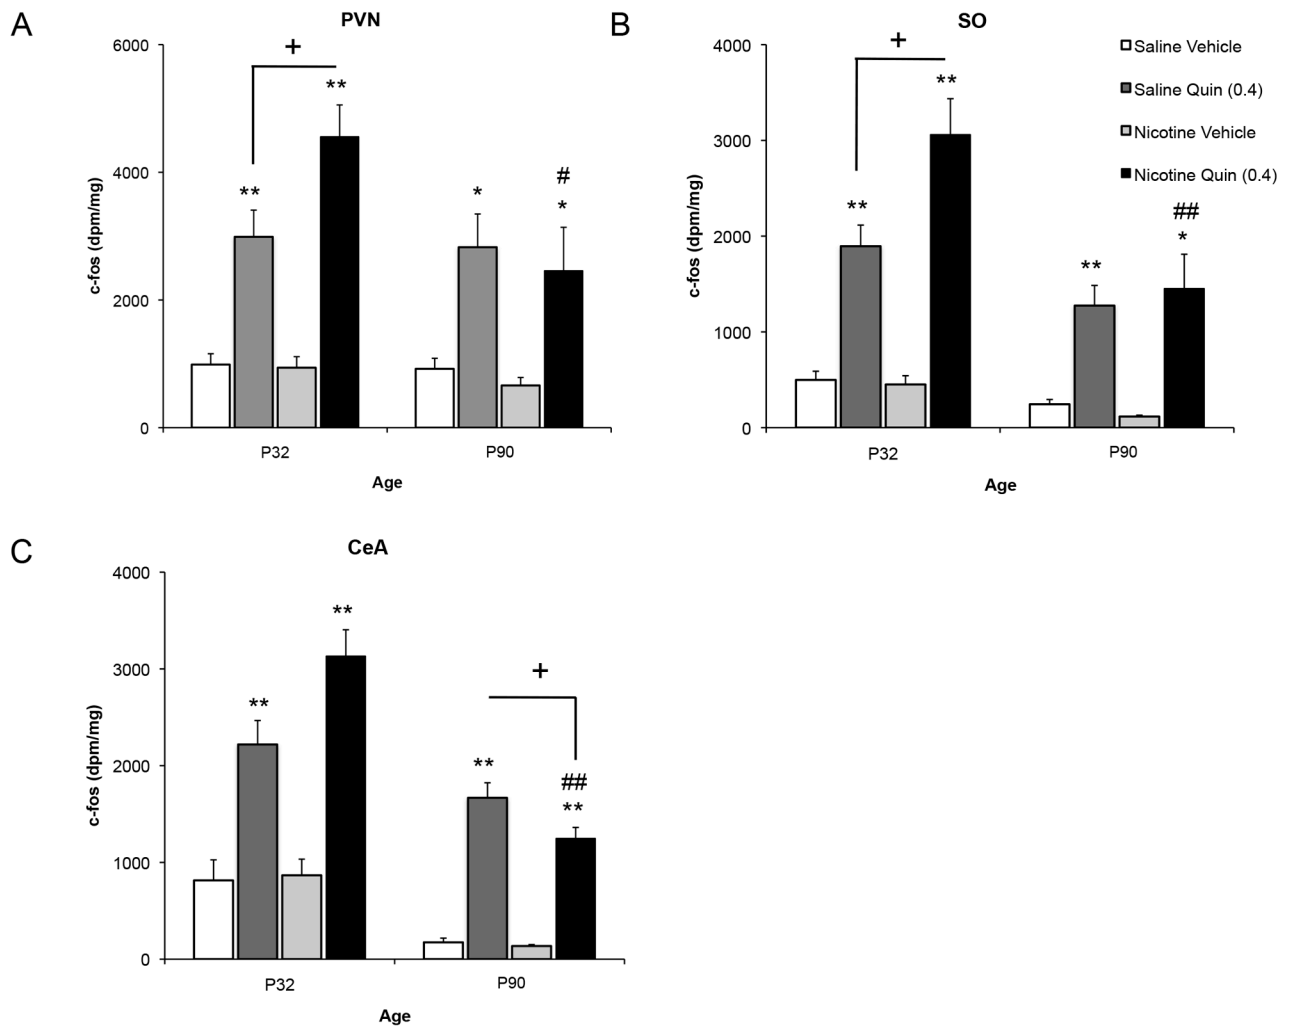 A
PVN
6000
4000
2000
0
c-fos (dpm/mg)
**
+
**
*
#
*
P32
P90
Age
B
SO
4000
3000
2000
1000
0
c-fos (dpm/mg)
**
+
**
**
##
*
P32
P90
Age
Saline Vehicle
Saline Quin (0.4)
Nicotine Vehicle
Nicotine Quin (0.4)
C
CeA
4000
3000
2000
1000
0
c-fos (dpm/mg)
**
**
+
**
##
**
P32
P90
Age